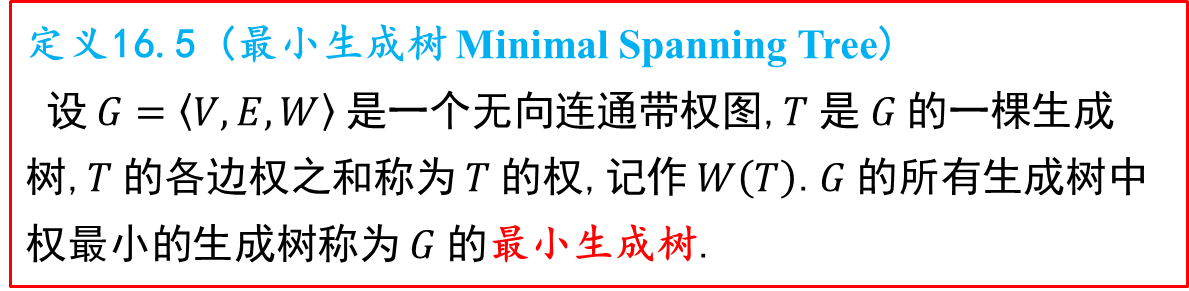 定义16.5 (最小生成树 Minimal Spanning Tree)
设 𝐺 = ⟨𝑉, 𝐸, 𝑊⟩ 是一个无向连通带权图, 𝑇 是 𝐺 的一棵生成
树, 𝑇 的各边权之和称为 𝑇 的权, 记作 𝑊(𝑇). 𝐺 的所有生成树中
权最小的生成树称为 𝐺 的最小生成树.